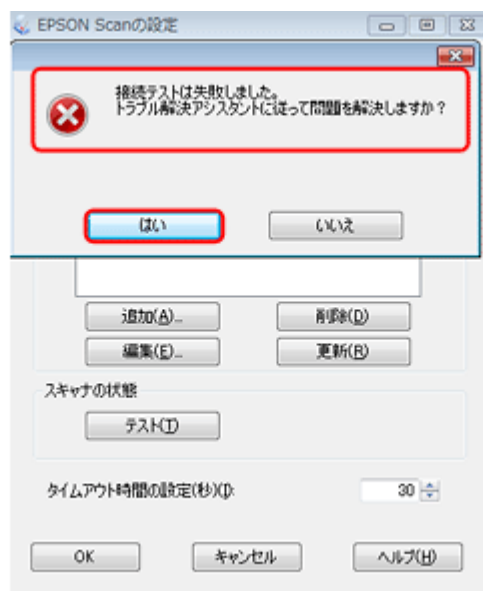 EPSON Scanの設定
接続テストは失敗しました。
トラブル解決アシスタントに従って問題を解決しますか？
はい
いいえ
追加(A)...
削除(D)
編集(E)...
更新(R)
スキャナの状態
テスト(T)
タイムアウト時間の設定(秒)(I):
30
OK
キャンセル
ヘルプ(H)